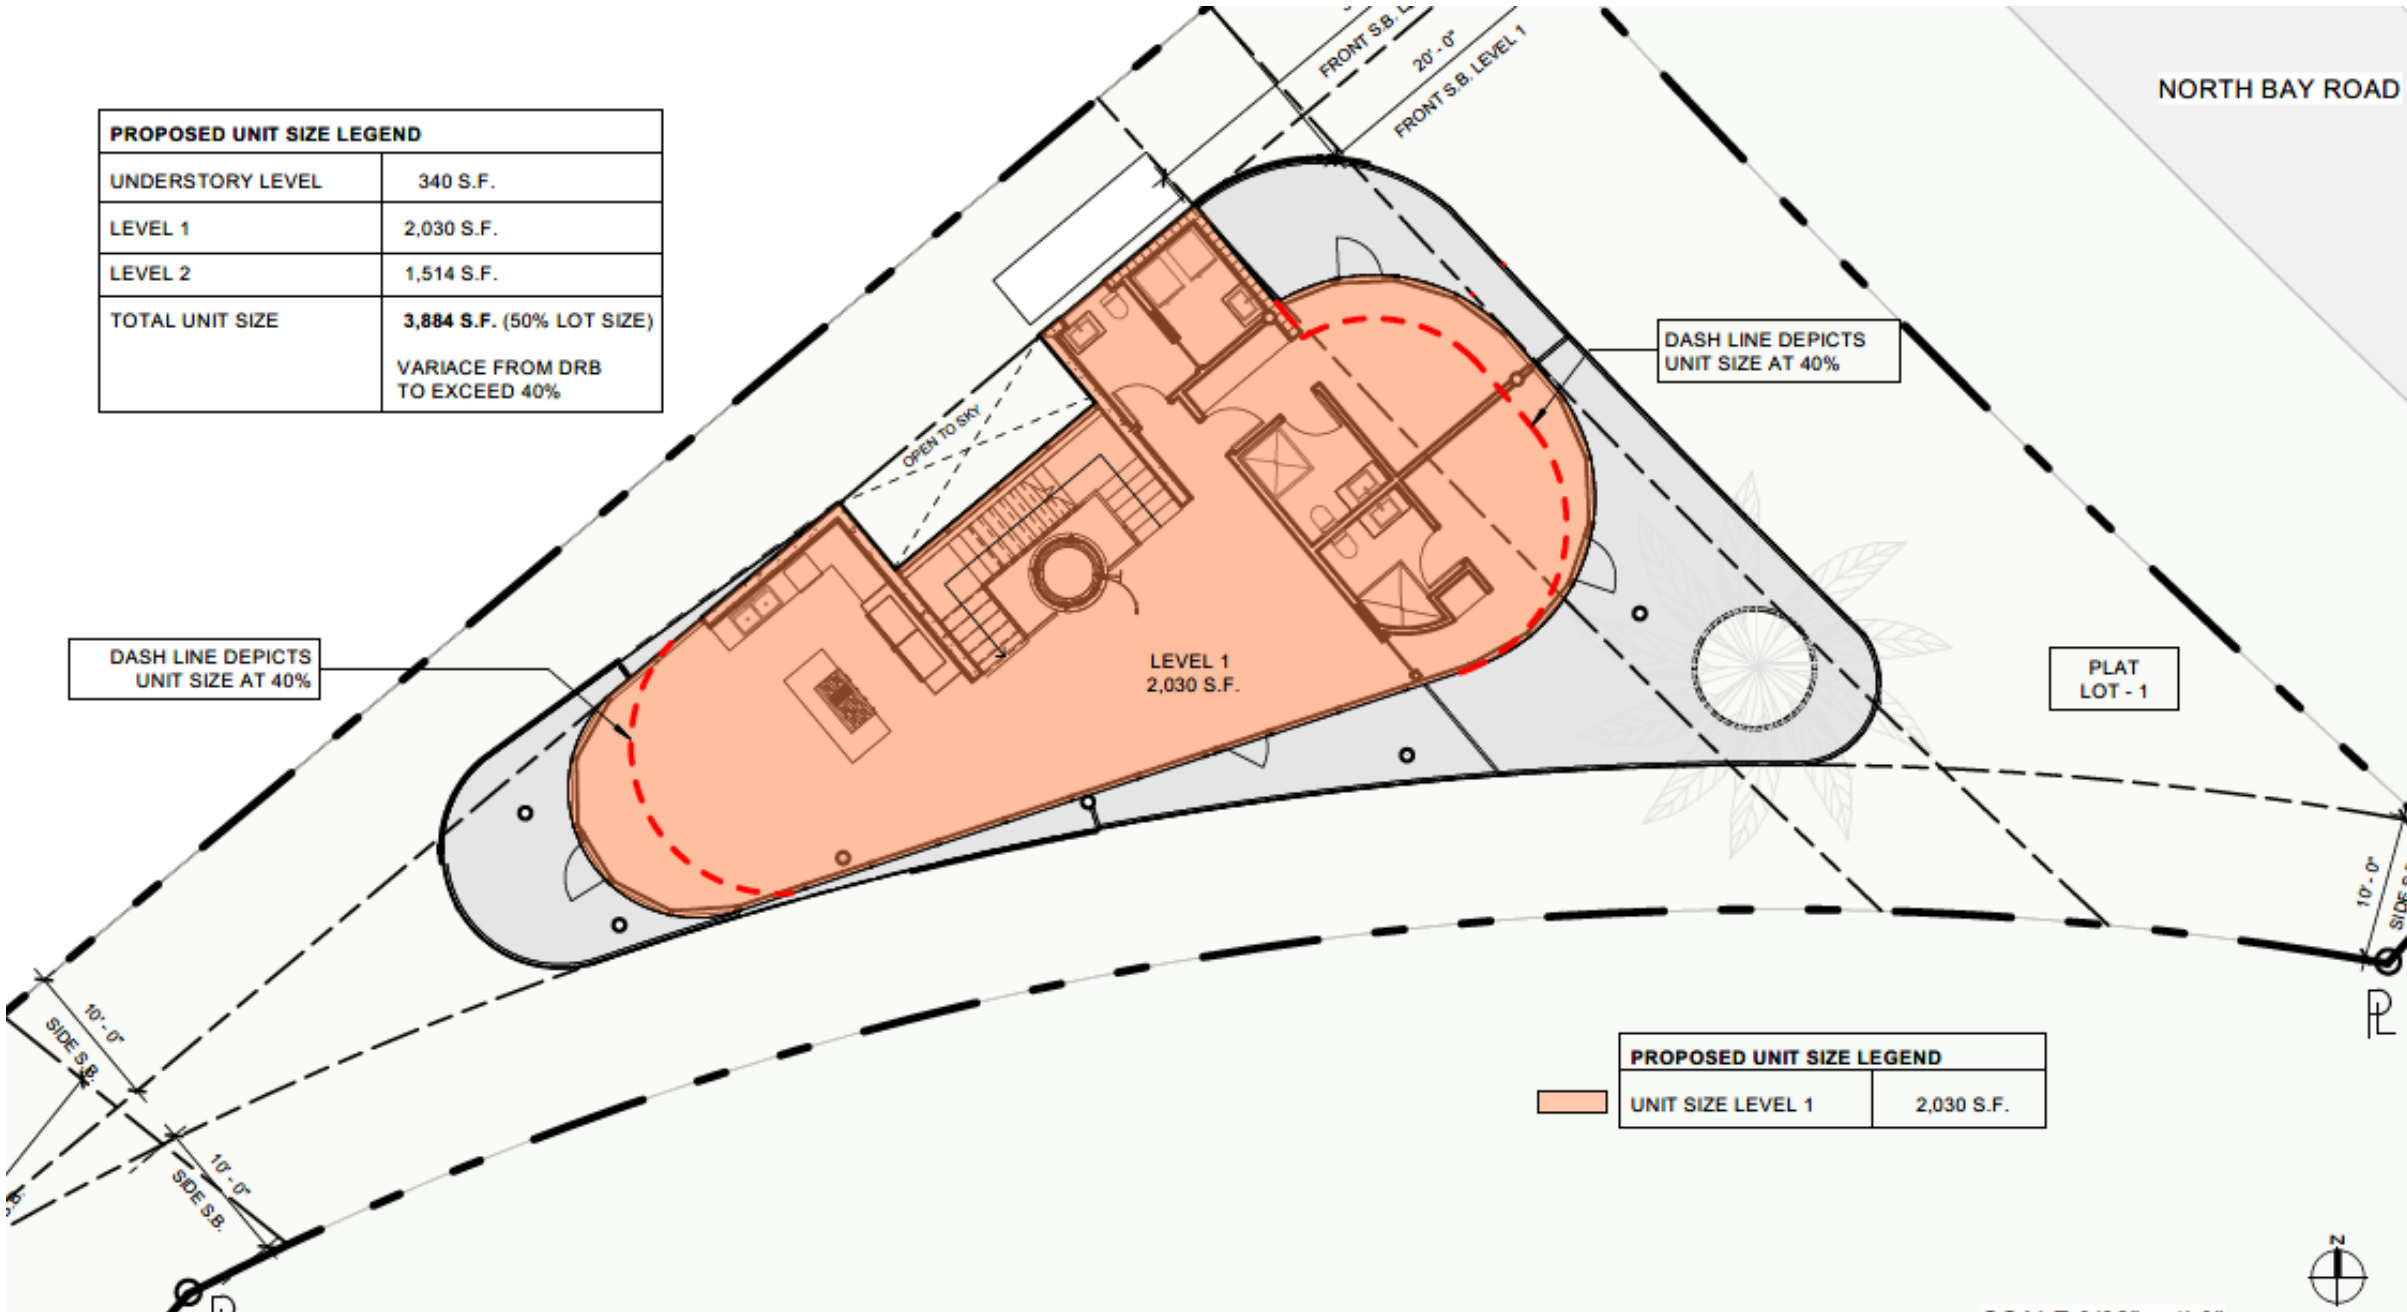 FRONT S.B.
20' - 0"
FRONT S.B. LEVEL 1
NORTH BAY ROAD
PROPOSED UNIT SIZE LEGEND
UNDERSTORY LEVEL 340 S.F.
LEVEL 1 2,030 S.F.
LEVEL 2 1,514 S.F.
TOTAL UNIT SIZE 3,884 S.F. (50% LOT SIZE)
VARIACE FROM DRB
TO EXCEED 40%
DASH LINE DEPICTS
UNIT SIZE AT 40%
OPEN TO SKY
DASH LINE DEPICTS
UNIT SIZE AT 40%
LEVEL 1
2,030 S.F.
PLAT
LOT - 1
10' - 0"
SIDE
10' - 0"
SIDE S.B.
10' - 0"
SIDE S.B.
PL
PROPOSED UNIT SIZE LEGEND
UNIT SIZE LEVEL 1 2,030 S.F.
N